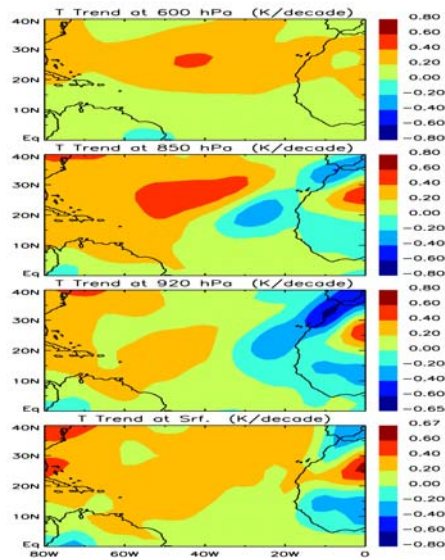 T Trend at 600 hPa (K/decade)
40N
30N
20N
10N
Eq
0.80
0.60
0.40
0.20
0.00
-0.20
-0.40
-0.60
-0.80
T Trend at 850 hPa (K/decade)
40N
30N
20N
10N
Eq
0.80
0.60
0.40
0.20
0.00
-0.20
-0.40
-0.60
-0.80
T Trend at 920 hPa (K/decade)
40N
30N
20N
10N
Eq
0.80
0.60
0.40
0.20
0.00
-0.20
-0.40
-0.60
-0.65
-0.80
T Trend at Srf. (K/decade)
40N
30N
20N
10N
Eq
0.67
0.60
0.40
0.20
0.00
-0.20
-0.40
-0.60
-0.80
80W 60W 40W 20W 0